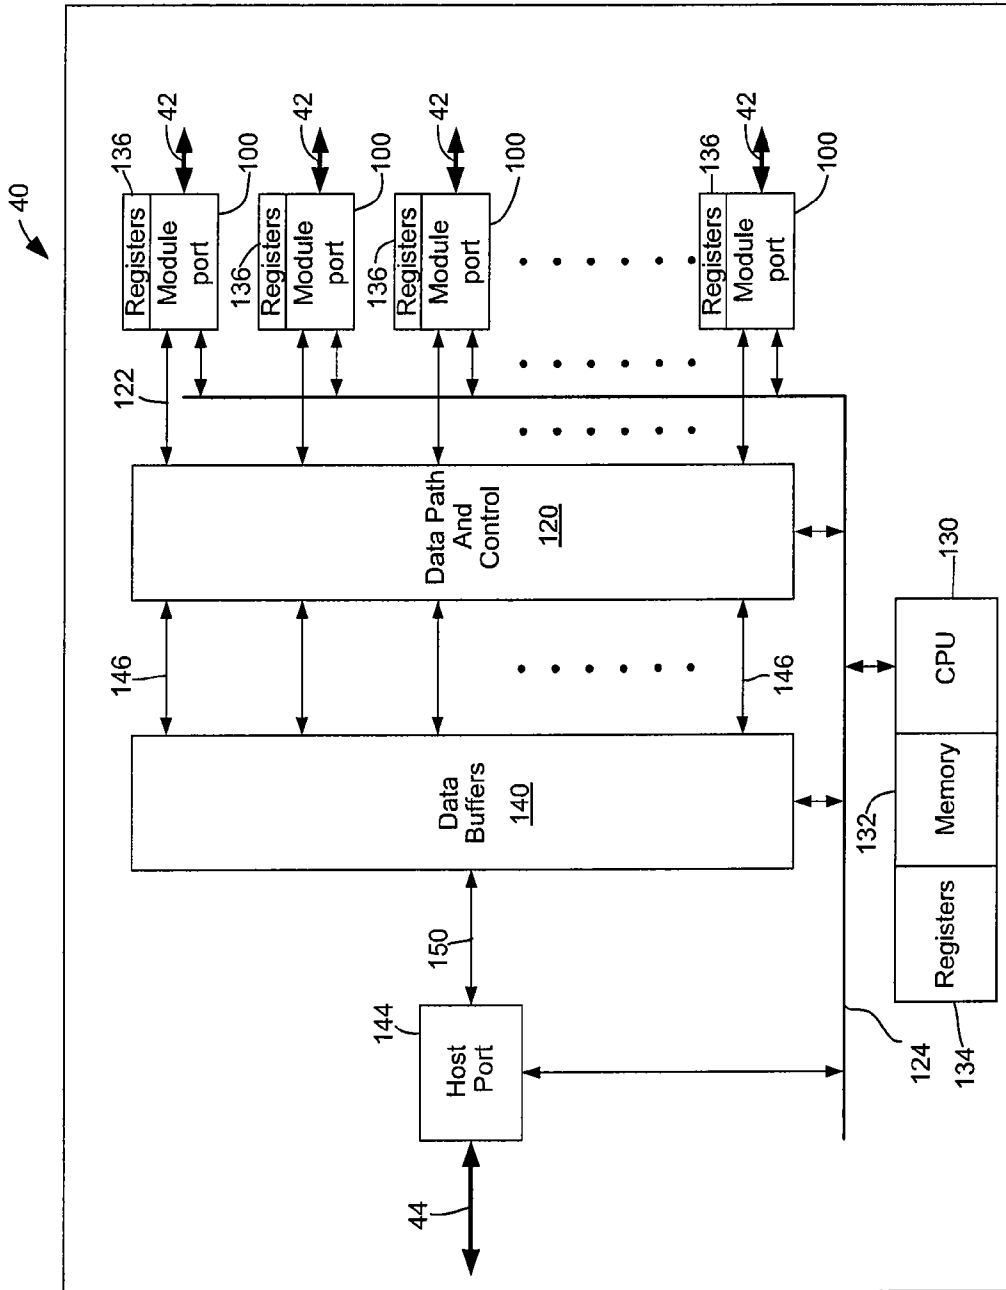 40
146
122
Registers
136
Module
port
42
100
Registers
136
Module
port
42
100
Registers
136
Module
port
42
100
Registers
136
Module
port
42
100
44
144
Host
Port
150
Data
Buffers
140
Data Path
And
Control
120
146
124
134
Registers
132
Memory
CPU
130